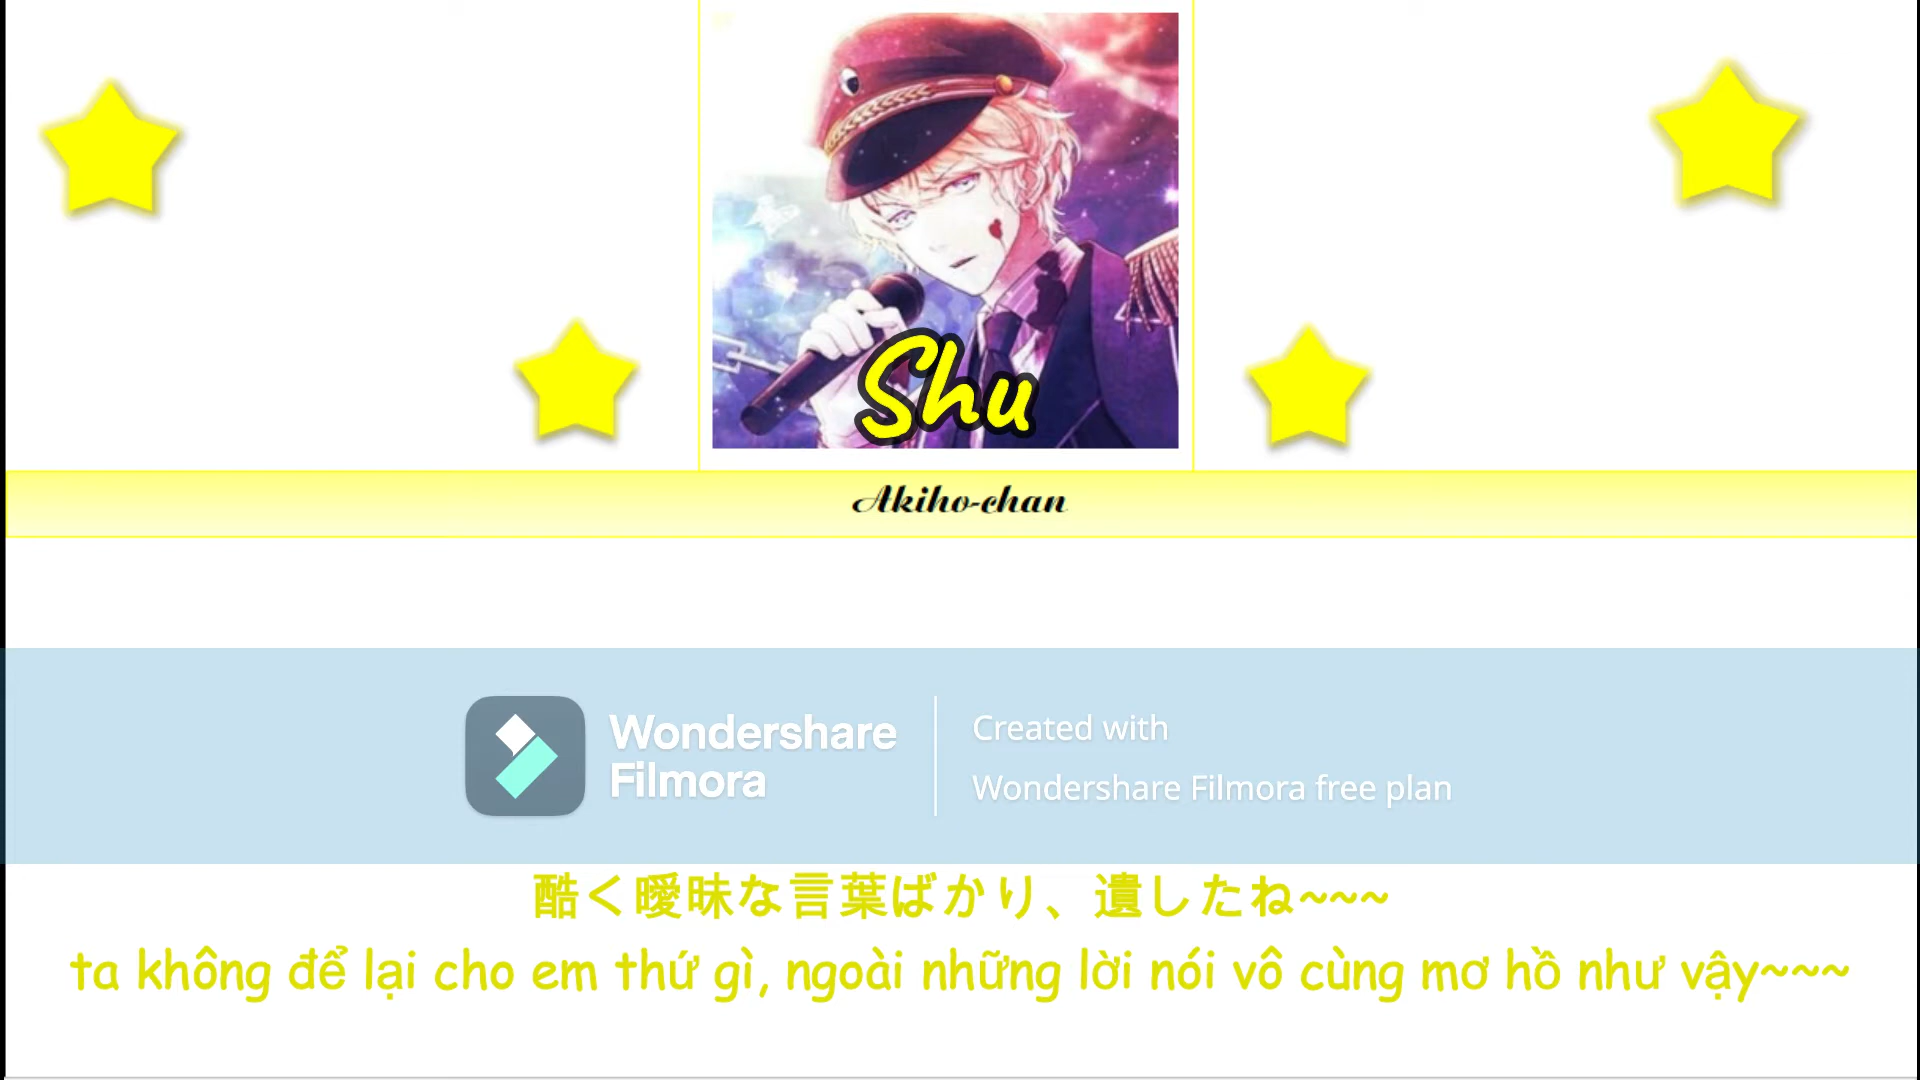 Shu
Akiho-chan
Wondershare
Filmora
Created with
Wondershare Filmora free plan
酷く曖昧な言葉ばかり、遺したね~~~
ta không để lại cho em thứ gì, ngoài những lời nói vô cùng mơ hồ như vậy~~~